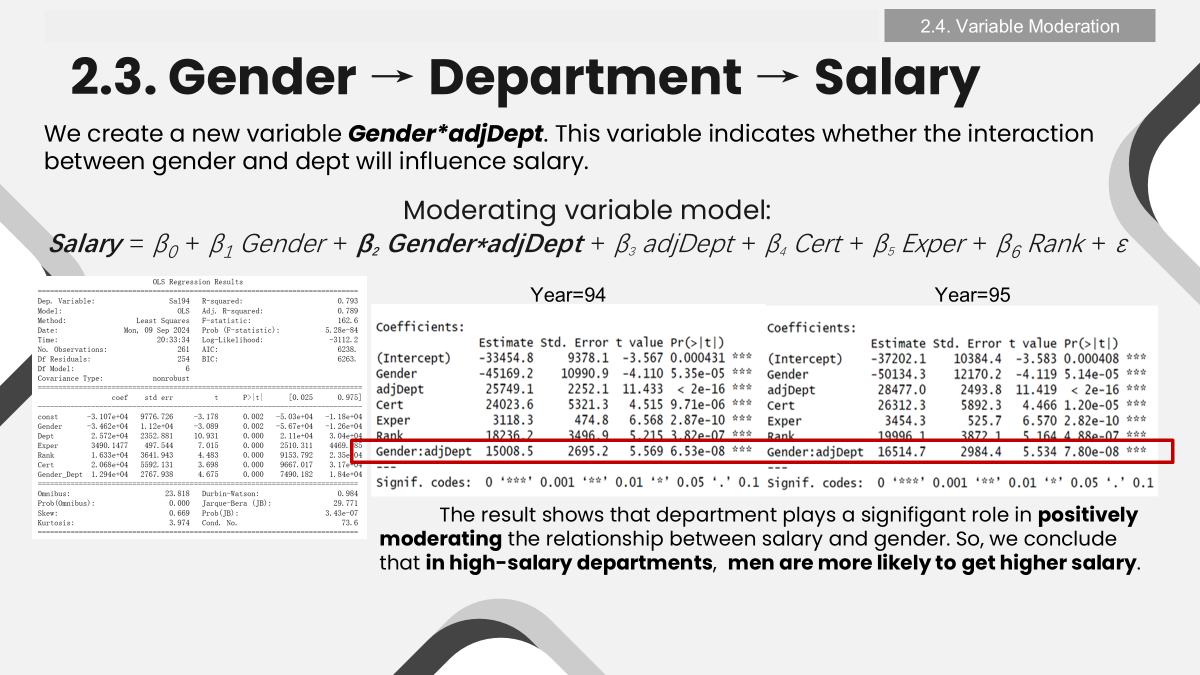 2.4. Variable Moderation
2.3. Gender → Department → Salary
We create a new variable Gender*adjDept. This variable indicates whether the interaction
between gender and dept will influence salary.
Moderating variable model:
Salary = β0 + β1 Gender + β2 Gender*adjDept + β3 adjDept + β4 Cert + β5 Exper + β6 Rank + ε
OLS Regression Results
Dep. Variable: Sal94 R-squared: 0.793
Model: OLS Adj. R-squared: 0.789
Method: Least Squares F-statistic: 162.6
Date: Mon, 09 Sep 2024 Prob (F-statistic): 5.28e-84
Time: 20:33:34 Log-Likelihood: -3112.2
No. Observations: 261 AIC: 6238.
Df Residuals: 254 BIC: 6263.
Df Model: 6
Covariance Type: nonrobust
coef std err t P>|t| [0.025 0.975]
const -3.107e+04 9776.726 -3.178 0.002 -5.03e+04 -1.18e+04
Gender -3.462e+04 1.12e+04 -3.089 0.002 -5.67e+04 -1.26e+04
Dept 2.572e+04 2352.881 10.931 0.000 2.11e+04 3.04e+04
Exper 3490.1477 497.544 7.015 0.000 2510.311 4469.985
Rank 1.633e+04 3641.943 4.483 0.000 9153.792 2.35e+04
Cert 2.068e+04 5592.131 3.698 0.000 9667.017 3.17e+04
Gender_Dept 1.294e+04 2767.938 4.675 0.000 7490.182 1.84e+04
Omnibus: 23.818 Durbin-Watson: 0.984
Prob(Omnibus): 0.000 Jarque-Bera (JB): 29.771
Skew: 0.669 Prob(JB): 3.43e-07
Kurtosis: 3.974 Cond. No. 73.6
Year=94
Coefficients:
Estimate Std. Error t value Pr(>|t|)
(Intercept) -33454.8 9378.1 -3.567 0.000431 ***
Gender -45169.2 10990.9 -4.110 5.35e-05 ***
adjDept 25749.1 2252.1 11.433 < 2e-16 ***
Cert 24023.6 5321.3 4.515 9.71e-06 ***
Exper 3118.3 474.8 6.568 2.87e-10 ***
Rank 18236.2 3496.9 5.215 3.82e-07 ***
Gender:adjDept 15008.5 2695.2 5.569 6.53e-08 ***
---
Signif. codes: 0 ‘***’ 0.001 ‘**’ 0.01 ‘*’ 0.05 ‘.’ 0.1
Year=95
Coefficients:
Estimate Std. Error t value Pr(>|t|)
(Intercept) -37202.1 10384.4 -3.583 0.000408 ***
Gender -50134.3 12170.2 -4.119 5.14e-05 ***
adjDept 28477.0 2493.8 11.419 < 2e-16 ***
Cert 26312.3 5892.3 4.466 1.20e-05 ***
Exper 3454.3 525.7 6.570 2.82e-10 ***
Rank 19996.1 3872.1 5.164 4.88e-07 ***
Gender:adjDept 16514.7 2984.4 5.534 7.80e-08 ***
---
Signif. codes: 0 ‘***’ 0.001 ‘**’ 0.01 ‘*’ 0.05 ‘.’ 0.1
The result shows that department plays a signifigant role in positively
moderating the relationship between salary and gender. So, we conclude
that in high-salary departments, men are more likely to get higher salary.